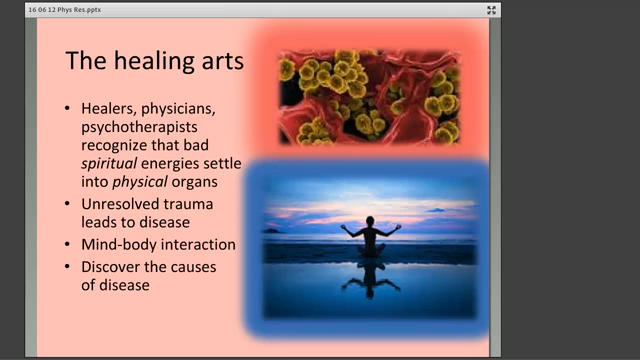 16 06 12 Phys Res.pptx
The healing arts
• Healers, physicians,
psychotherapists
recognize that bad
spiritual energies settle
into physical organs
• Unresolved trauma
leads to disease
• Mind-body interaction
• Discover the causes
of disease